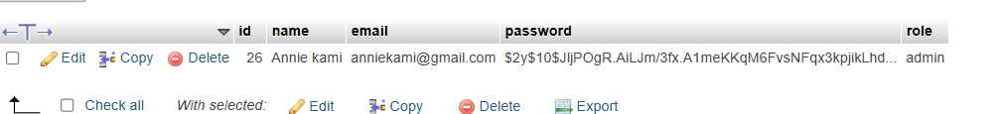 id name email password role
Edit Copy Delete 26 Annie kami anniekami@gmail.com $2y$10$JljPOgR.AiLJm/3fx.A1meKKqM6FvsNFqx3kpjikLhd... admin
Check all With selected: Edit Copy Delete Export